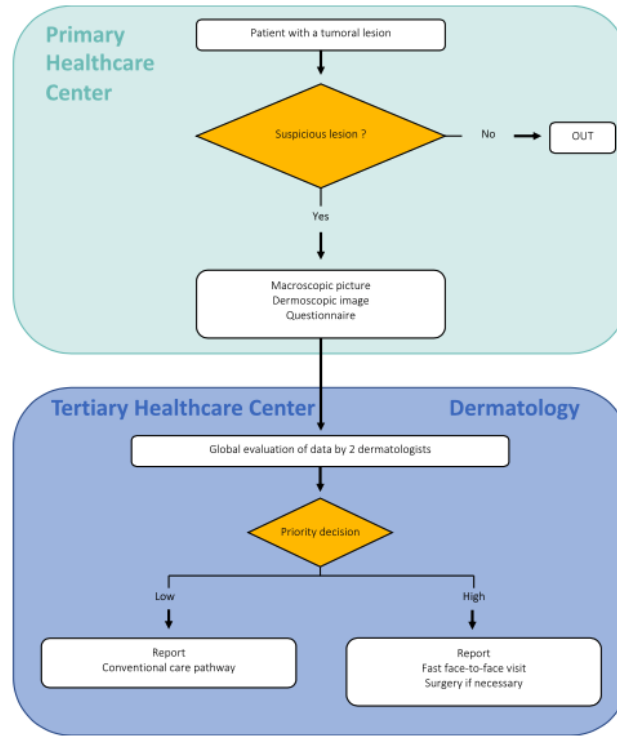 Primary
Healthcare
Center
Patient with a tumoral lesion
Suspicious lesion ?
No
OUT
Yes
Macroscopic picture
Dermoscopic image
Questionnaire
Tertiary Healthcare Center
Dermatology
Global evaluation of data by 2 dermatologists
Priority decision
Low
High
Report
Conventional care pathway
Report
Fast face-to-face visit
Surgery if necessary